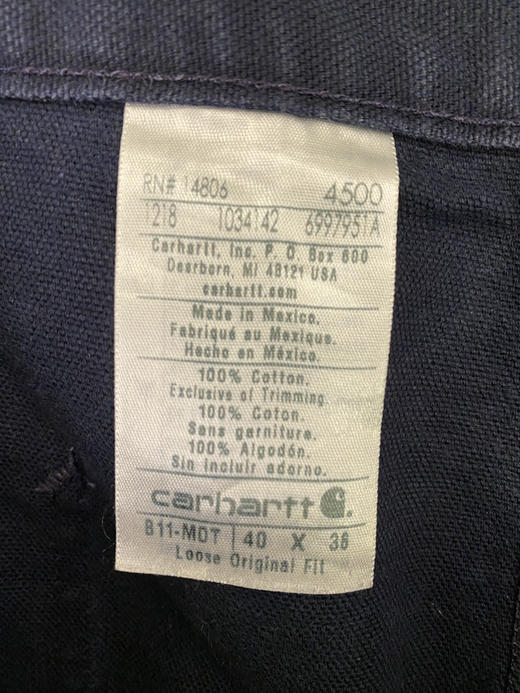 RN# 14806 4500
1218 1034142 6997951A
Carhartt, Inc. P. O. Box 600
Dearborn, MI 48121 USA
carhartt.com
Made in Mexico.
Fabriqué au Mexique.
Hecho en México.
100% Cotton.
Exclusive of Trimming
100% Coton.
Sans garniture.
100% Algodón.
Sin incluir adorno.
carhartt
B11-MDT 40 X 36
Loose Original Fit